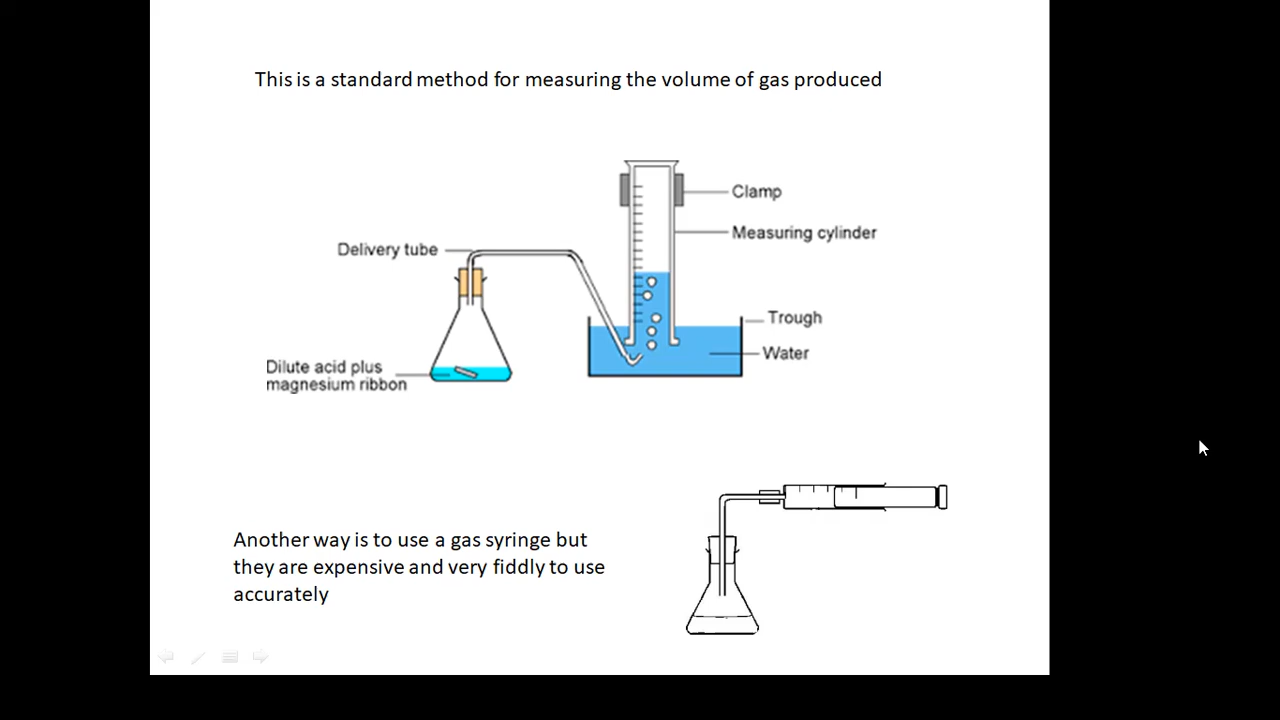 This is a standard method for measuring the volume of gas produced
Clamp
Measuring cylinder
Delivery tube
Trough
Water
Dilute acid plus
magnesium ribbon
Another way is to use a gas syringe but
they are expensive and very fiddly to use
accurately